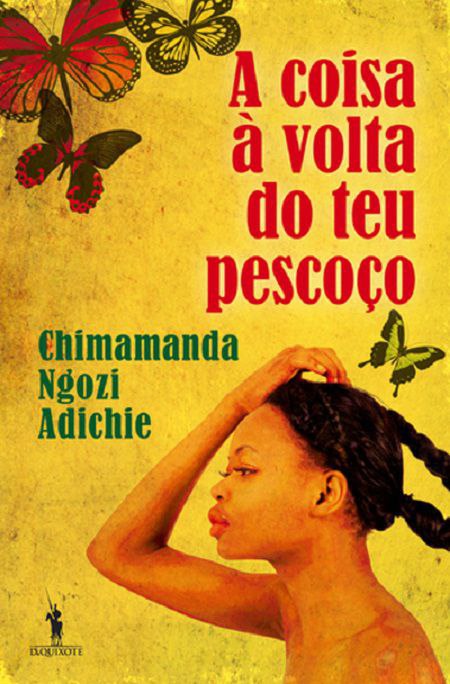 A coisa
à volta
do teu
pescoço
Chimamanda
Ngozi
Adichie
D.QUIXOTE